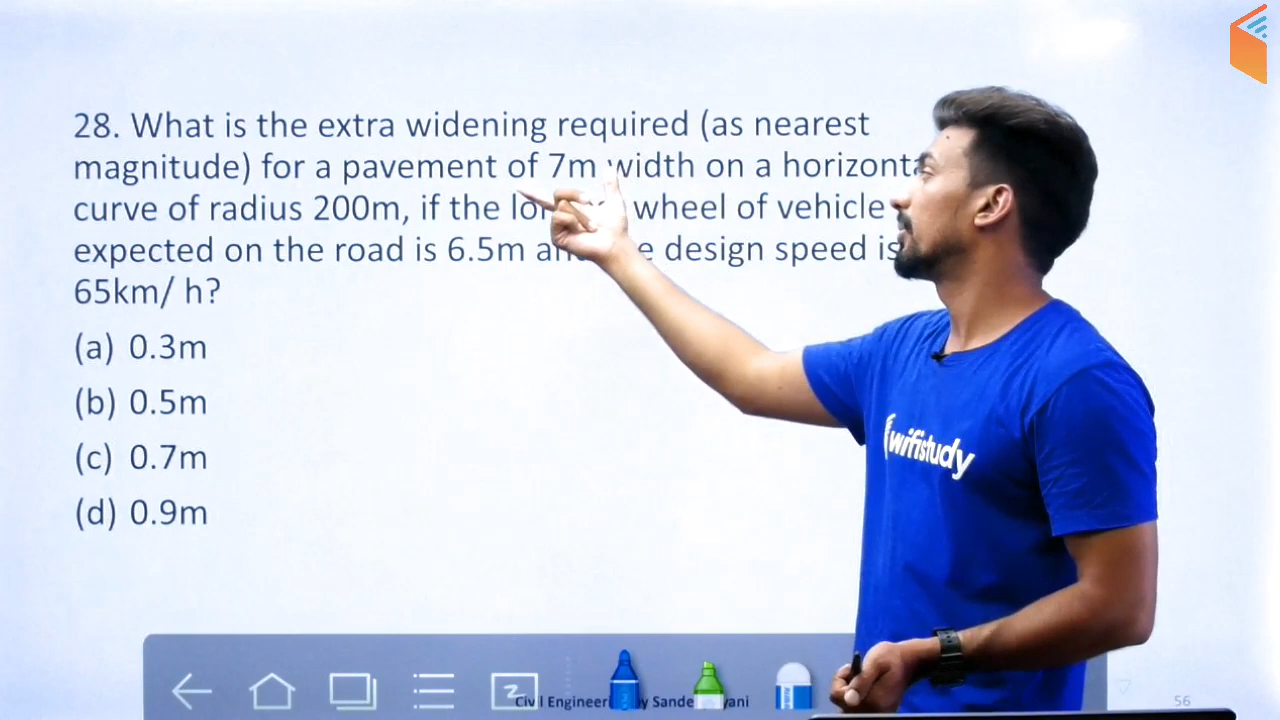 28. What is the extra widening required (as nearest
magnitude) for a pavement of 7m width on a
curve of radius 200m, if the wheel of vehicle
expected on the road is 6.5m design speed is
65km/ h?
(a) 0.3m
(b) 0.5m
(c) 0.7m
(d) 0.9m
wifistudy
2
56